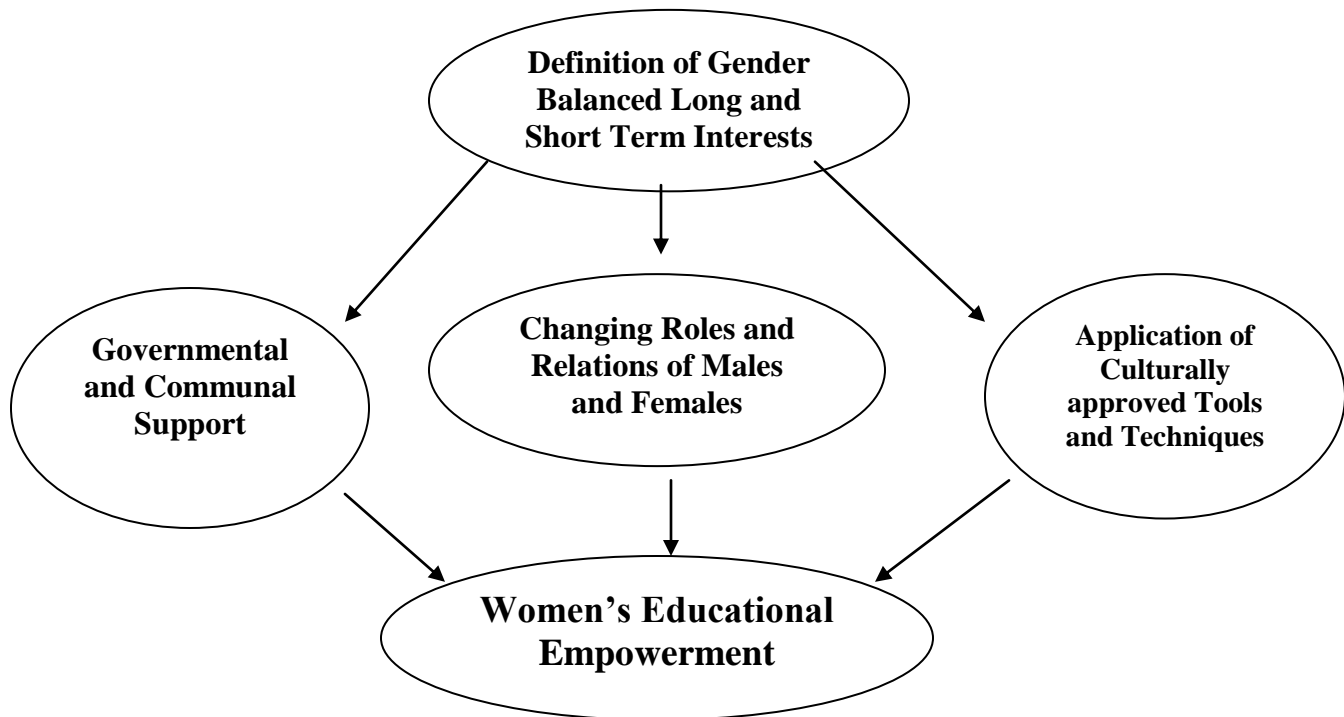 Definition of Gender
Balanced Long and
Short Term Interests
Governmental
and Communal
Support
Changing Roles and
Relations of Males
and Females
Application of
Culturally
approved Tools
and Techniques
Women’s Educational
Empowerment